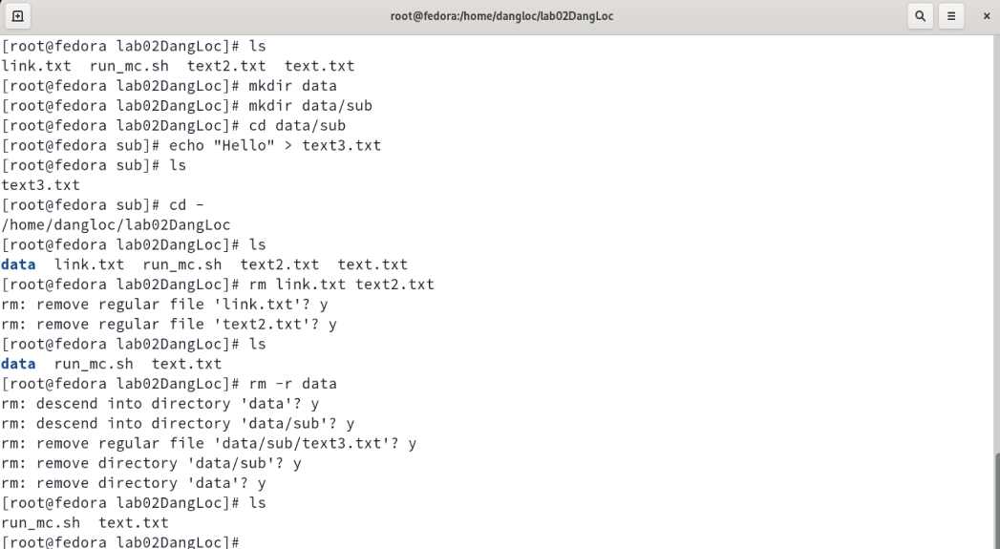 root@fedora:/home/dangloc/lab02DangLoc
[root@fedora lab02DangLoc]# ls
link.txt  run_mc.sh  text2.txt  text.txt
[root@fedora lab02DangLoc]# mkdir data
[root@fedora lab02DangLoc]# mkdir data/sub
[root@fedora lab02DangLoc]# cd data/sub
[root@fedora sub]# echo "Hello" > text3.txt
[root@fedora sub]# ls
text3.txt
[root@fedora sub]# cd -
/home/dangloc/lab02DangLoc
[root@fedora lab02DangLoc]# ls
data  link.txt  run_mc.sh  text2.txt  text.txt
[root@fedora lab02DangLoc]# rm link.txt text2.txt
rm: remove regular file 'link.txt'? y
rm: remove regular file 'text2.txt'? y
[root@fedora lab02DangLoc]# ls
data  run_mc.sh  text.txt
[root@fedora lab02DangLoc]# rm -r data
rm: descend into directory 'data'? y
rm: descend into directory 'data/sub'? y
rm: remove regular file 'data/sub/text3.txt'? y
rm: remove directory 'data/sub'? y
rm: remove directory 'data'? y
[root@fedora lab02DangLoc]# ls
run_mc.sh  text.txt
[root@fedora lab02DangLoc]#